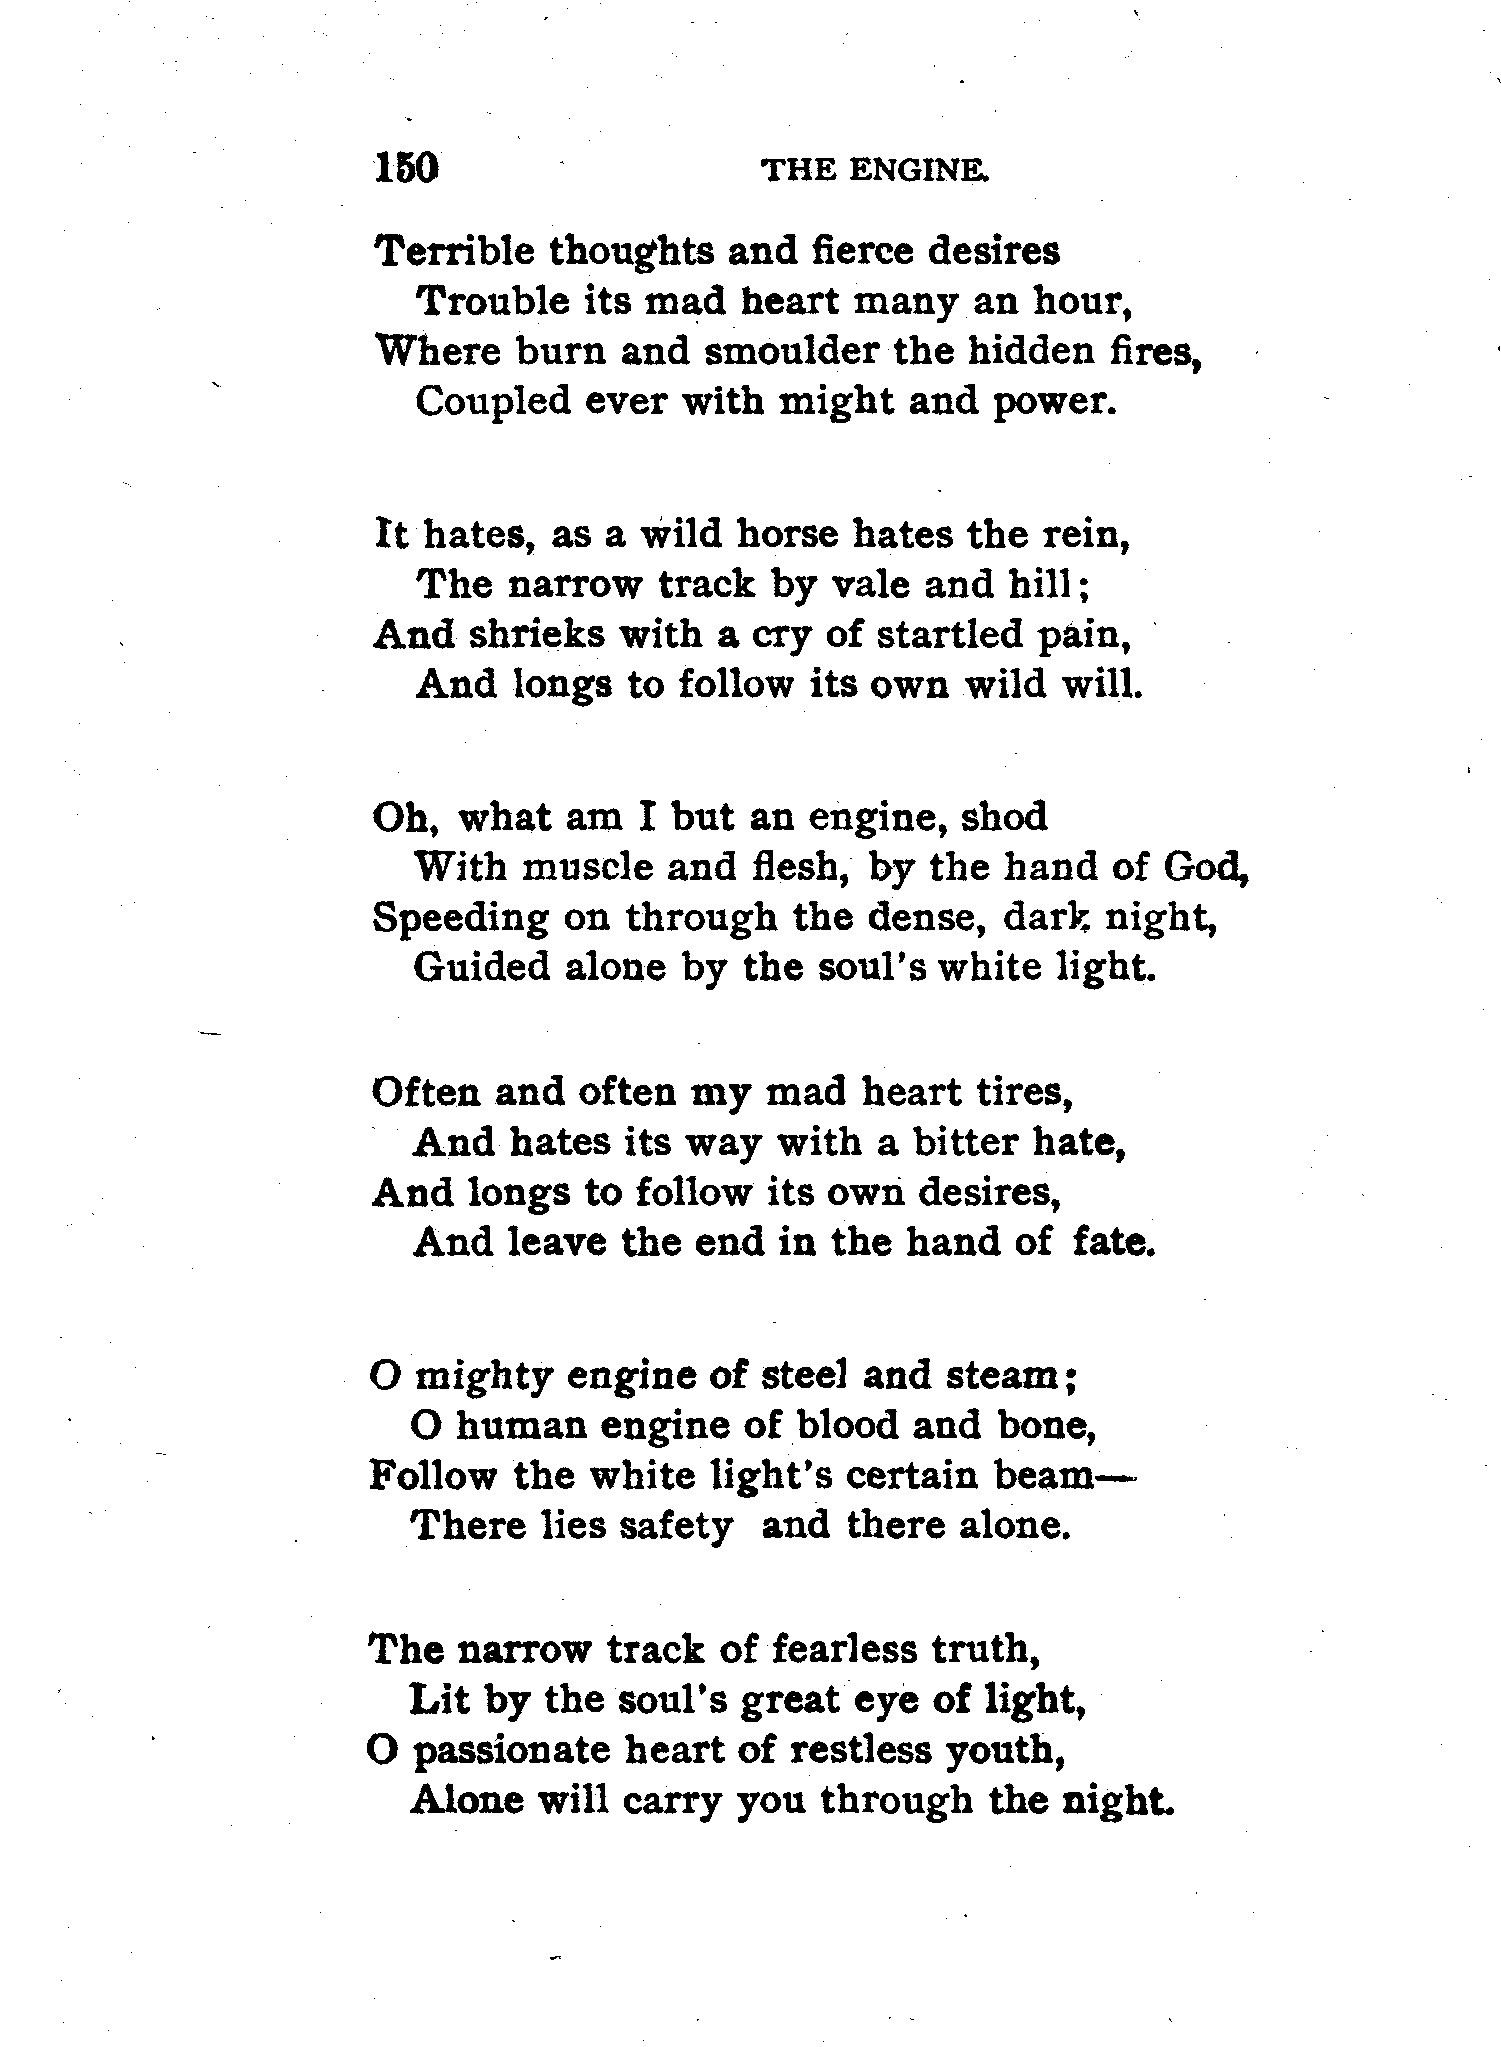 150 THE ENGINE.
Terrible thoughts and fierce desires
Trouble its mad heart many an hour,
Where burn and smoulder the hidden fires,
Coupled ever with might and power.
It hates, as a wild horse hates the rein,
The narrow track by vale and hill;
And shrieks with a cry of startled pain,
And longs to follow its own wild will.
Oh, what am I but an engine, shod
With muscle and flesh, by the hand of God,
Speeding on through the dense, dark night,
Guided alone by the soul's white light.
Often and often my mad heart tires,
And hates its way with a bitter hate,
And longs to follow its own desires,
And leave the end in the hand of fate.
O mighty engine of steel and steam;
O human engine of blood and bone,
Follow the white light's certain beam—
There lies safety and there alone.
The narrow track of fearless truth,
Lit by the soul's great eye of light,
O passionate heart of restless youth,
Alone will carry you through the night.